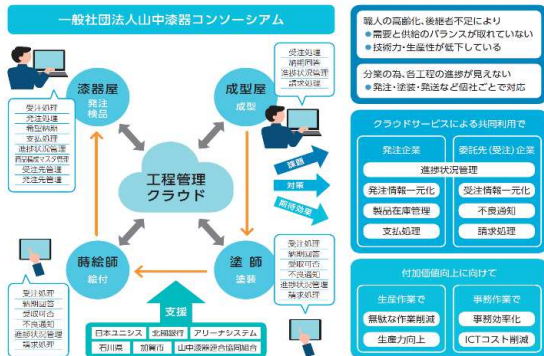 一般社団法人山中漆器コンソーシアム
漆器屋
発注
検品
受注処理
発注処理
希望納期
支払処理
進捗状況管理
商品構成マスタ管理
受注先管理
発注先管理
成型屋
成型
受注処理
納期回答
進捗状況管理
請求処理
工程管理
クラウド
蒔絵師
絵付
受注処理
納期回答
受取可否
不良通知
進捗状況管理
請求処理
塗師
塗装
受注処理
納期回答
受取可否
不良通知
進捗状況管理
請求処理
支援
日本ユニシス
北國銀行
アリーナシステム
石川県
加賀市
山中漆器連合協同組合
課題
対策
期待効果
職人の高齢化、後継者不足により
●需要と供給のバランスが取れていない
●技術力・生産性が低下している
分業の為、各工程の進捗が見えない
●発注・塗装・発送など個社ごとで対応
クラウドサービスによる共同利用で
発注企業
委託先(受注)企業
進捗状況管理
発注情報一元化
受注情報一元化
製品在庫管理
不良通知
支払処理
請求処理
付加価値向上に向けて
生産作業で
事務作業で
無駄な作業削減
事務効率化
生産力向上
ICTコスト削減